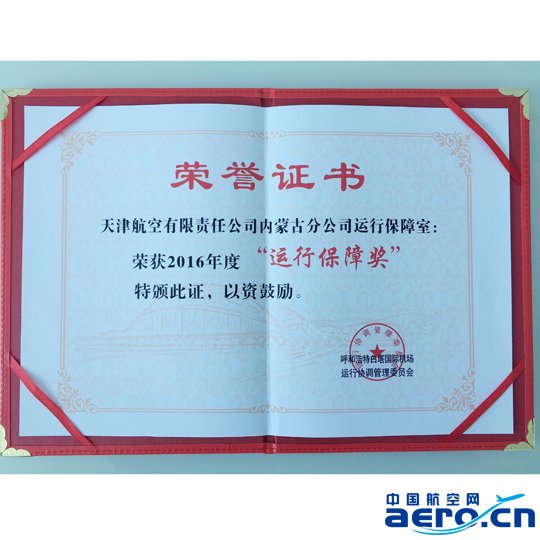 荣誉证书
天津航空有限责任公司内蒙古分公司运行保障室：
荣获2016年度 “运行保障奖”
特颁此证，以资鼓励。
呼和浩特白塔国际机场
运行协调管理委员会
中国航空网
aero.cn